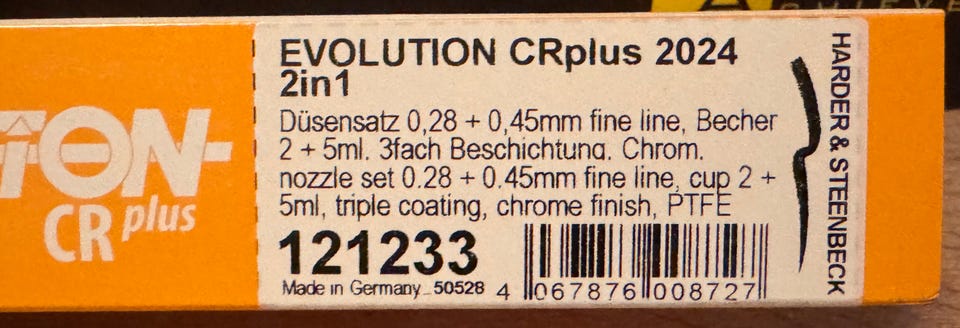 TION
CR plus
EVOLUTION CRplus 2024
2in1
Düsensatz 0,28 + 0,45mm fine line, Becher
2 + 5ml, 3fach Beschichtung, Chrom,
nozzle set 0.28 + 0.45mm fine line, cup 2 +
5ml, triple coating, chrome finish, PTFE
121233
Made in Germany 50528
4 067876 008727
HARDER & STEENBECK